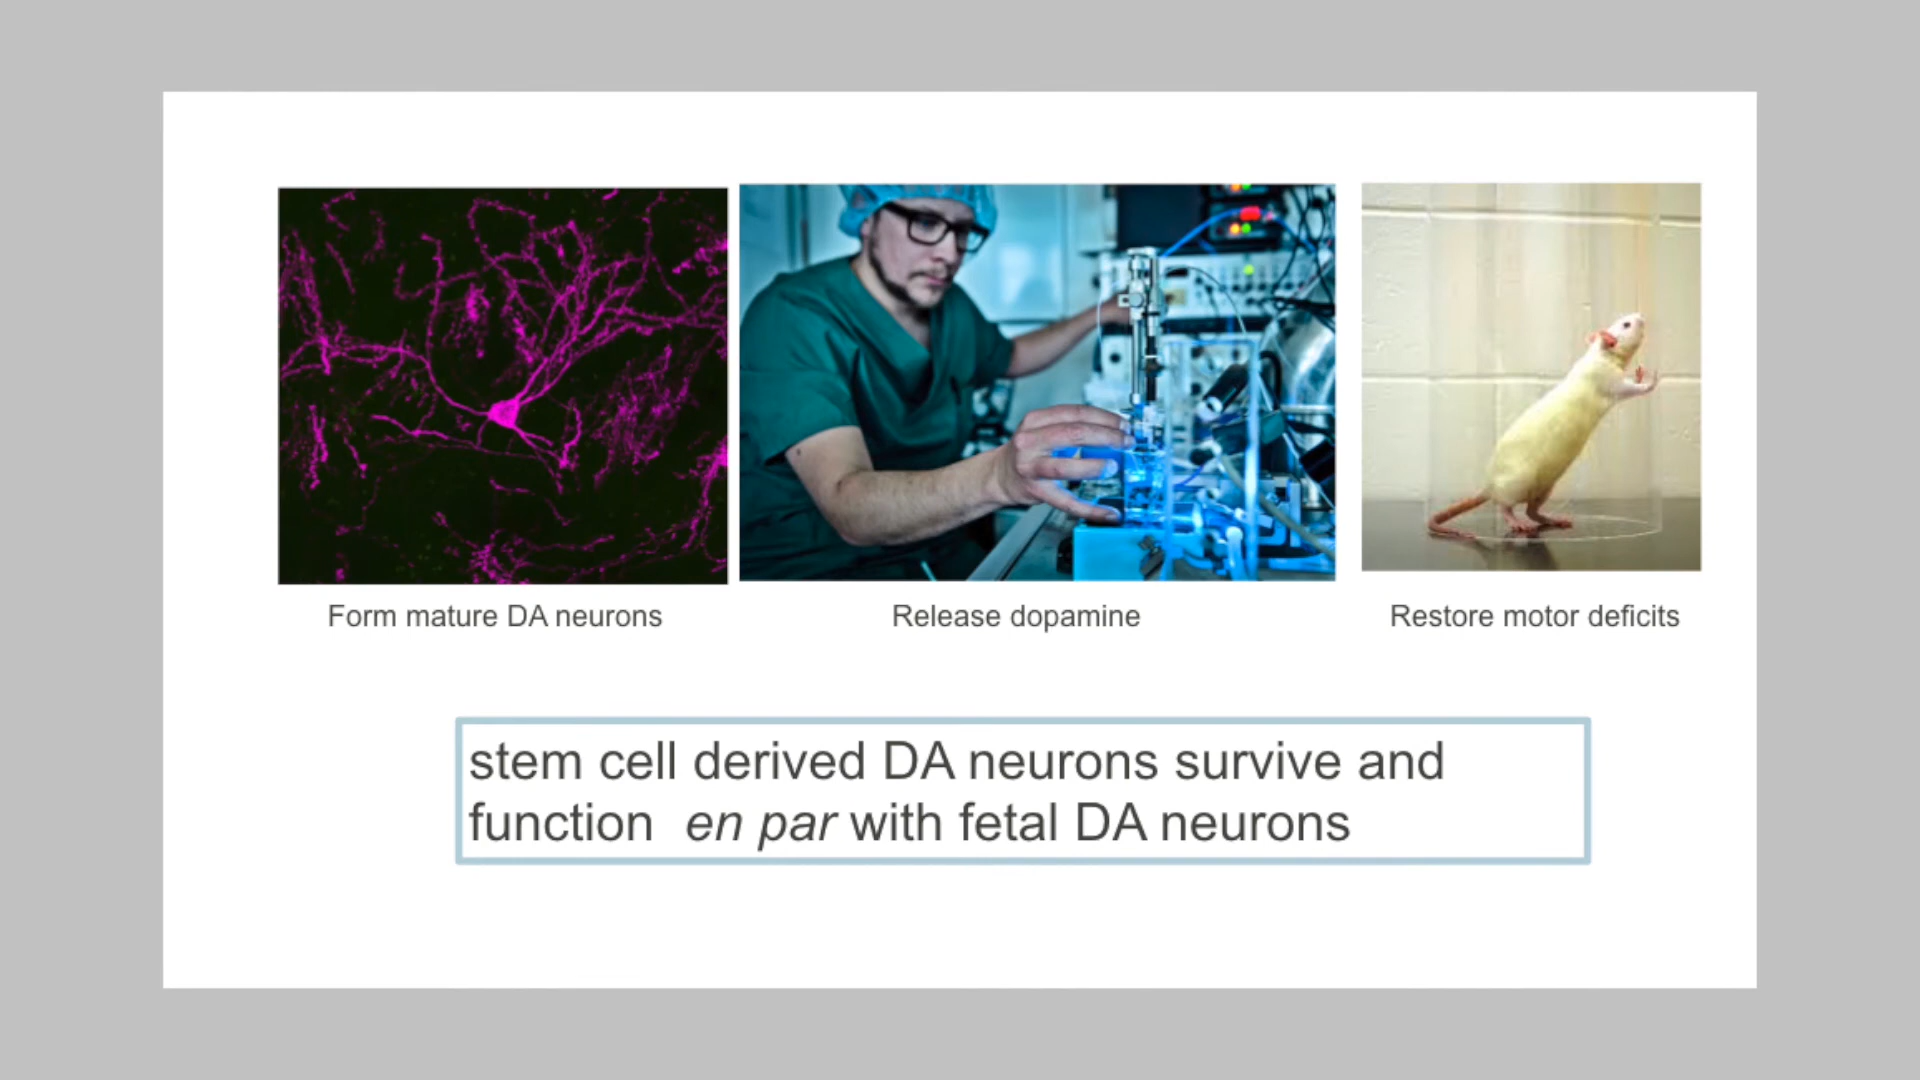 Form mature DA neurons
Release dopamine
Restore motor deficits
stem cell derived DA neurons survive and
function en par with fetal DA neurons